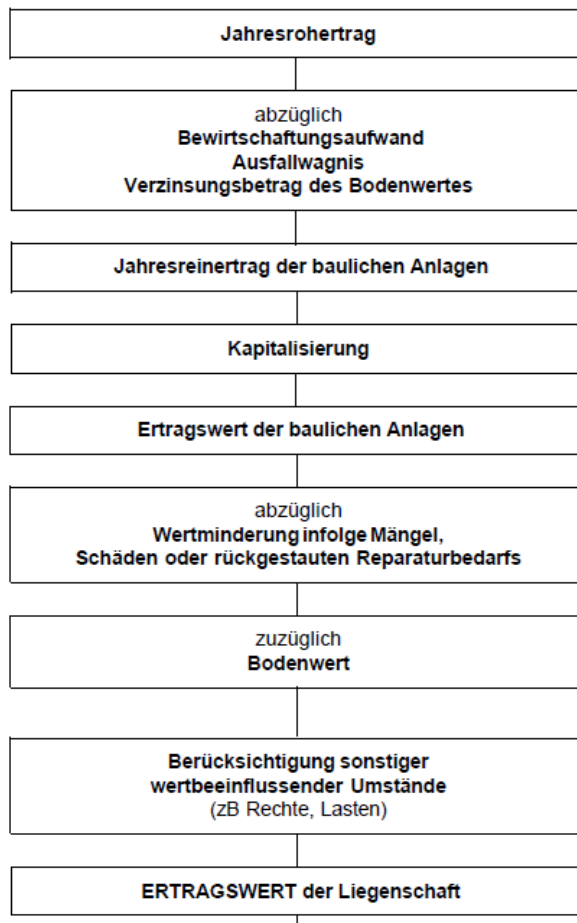 Jahresrohertrag
abzüglich
Bewirtschaftungsaufwand
Ausfallwagnis
Verzinsungsbetrag des Bodenwertes
Jahresreinertrag der baulichen Anlagen
Kapitalisierung
Ertragswert der baulichen Anlagen
abzüglich
Wertminderung infolge Mängel,
Schäden oder rückgestauten Reparaturbedarfs
zuzüglich
Bodenwert
Berücksichtigung sonstiger
wertbeeinflussender Umstände
(zB Rechte, Lasten)
ERTRAGSWERT der Liegenschaft